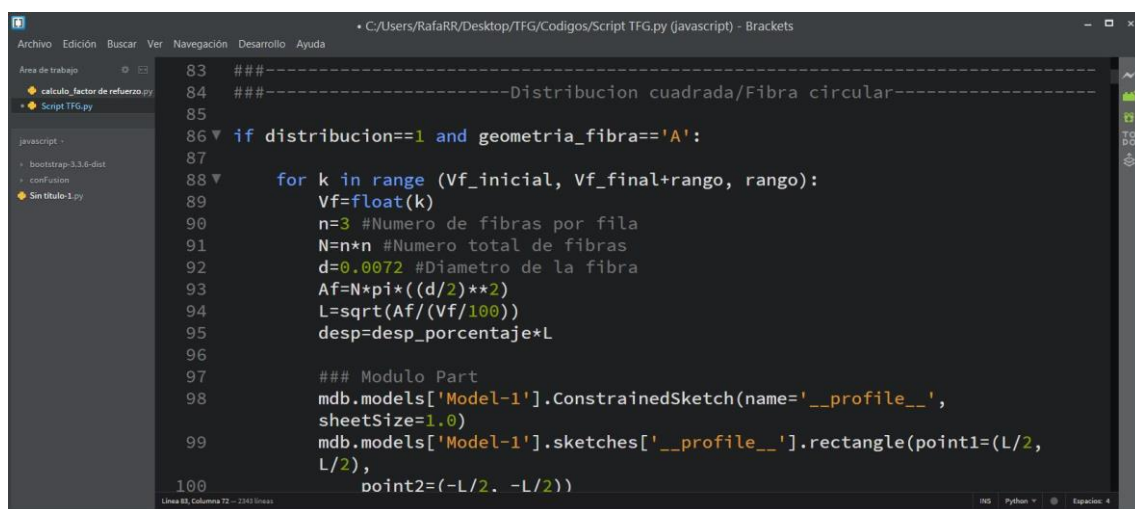 • C:/Users/RafaRR/Desktop/TFG/Codigos/Script TFG.py (javascript) - Brackets
Archivo Edición Buscar Ver Navegación Desarrollo Ayuda
Área de trabajo
calculo_factor de refuerzo.py
Script TFG.py
javascript
bootstrap-3.3.6-dist
conFusion
Sin título-1.py
83 ###-----------------------------------------------------------------------------
84 ###-----------------------Distribucion cuadrada/Fibra circular-------------------
85
86 if distribucion==1 and geometria_fibra=='A':
87
88 for k in range (Vf_inicial, Vf_final+rango, rango):
89 Vf=float(k)
90 n=3 #Numero de fibras por fila
91 N=n*n #Numero total de fibras
92 d=0.0072 #Diametro de la fibra
93 Af=N*pi*((d/2)**2)
94 L=sqrt(Af/(Vf/100))
95 desp=desp_porcentaje*L
96
97 ### Modulo Part
98 mdb.models['Model-1'].ConstrainedSketch(name='__profile__',
sheetSize=1.0)
99 mdb.models['Model-1'].sketches['__profile__'].rectangle(point1=(L/2,
L/2),
100 point2=(-L/2, -L/2))
Línea 83, Columna 72 — 2343 líneas
INS Python Espacios: 4
TO
DO